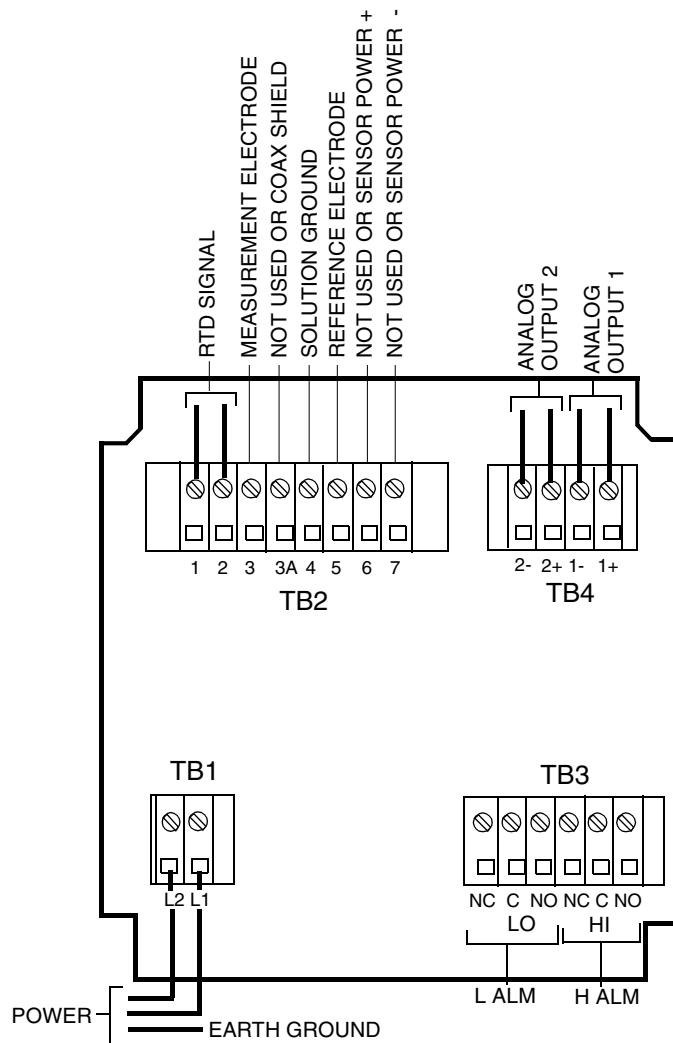 RTD SIGNAL
MEASUREMENT ELECTRODE
NOT USED OR COAX SHIELD
SOLUTION GROUND
REFERENCE ELECTRODE
NOT USED OR SENSOR POWER +
NOT USED OR SENSOR POWER -
ANALOG
OUTPUT 2
ANALOG
OUTPUT 1
1 2 3 3A 4 5 6 7
TB2
2- 2+ 1- 1+
TB4
TB1
L2 L1
TB3
NC C NO NC C NO
LO HI
L ALM H ALM
POWER
EARTH GROUND